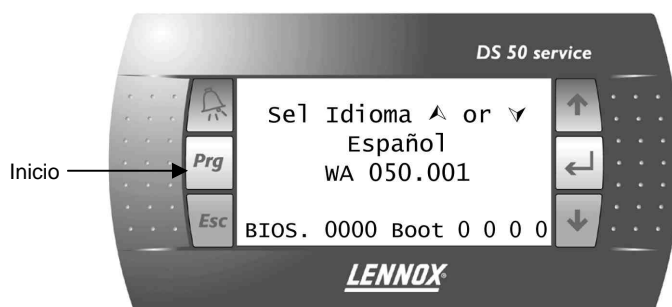 DS 50 service
Sel Idioma ⮝ or ⮟
Español
WA 050.001
BIOS. 0000 Boot 0 0 0 0
Inicio
Prg
Esc
LENNOX